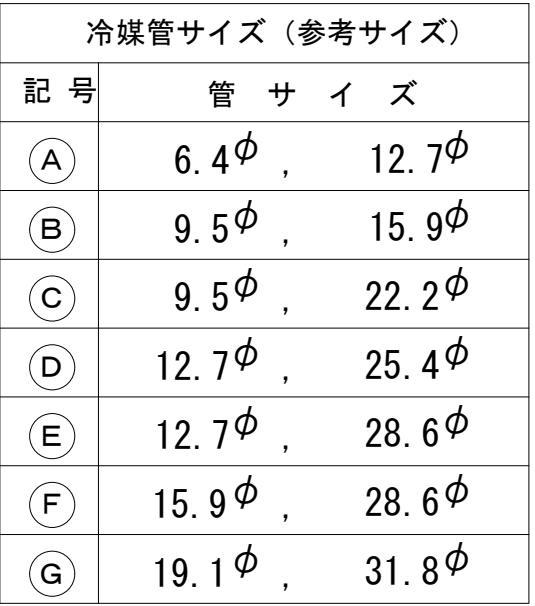 冷媒管サイズ（参考サイズ）
記号 管サイズ
Ⓐ 6.4φ , 12.7φ
Ⓑ 9.5φ , 15.9φ
Ⓒ 9.5φ , 22.2φ
Ⓓ 12.7φ , 25.4φ
Ⓔ 12.7φ , 28.6φ
Ⓕ 15.9φ , 28.6φ
Ⓖ 19.1φ , 31.8φ